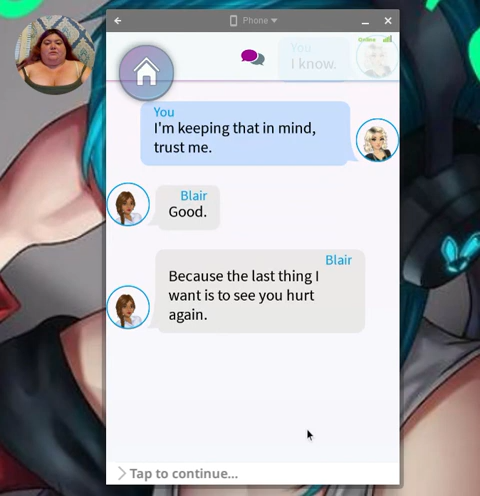 Phone
Online
You
I know.
You
I'm keeping that in mind,
trust me.
Blair
Good.
Blair
Because the last thing I
want is to see you hurt
again.
Tap to continue...